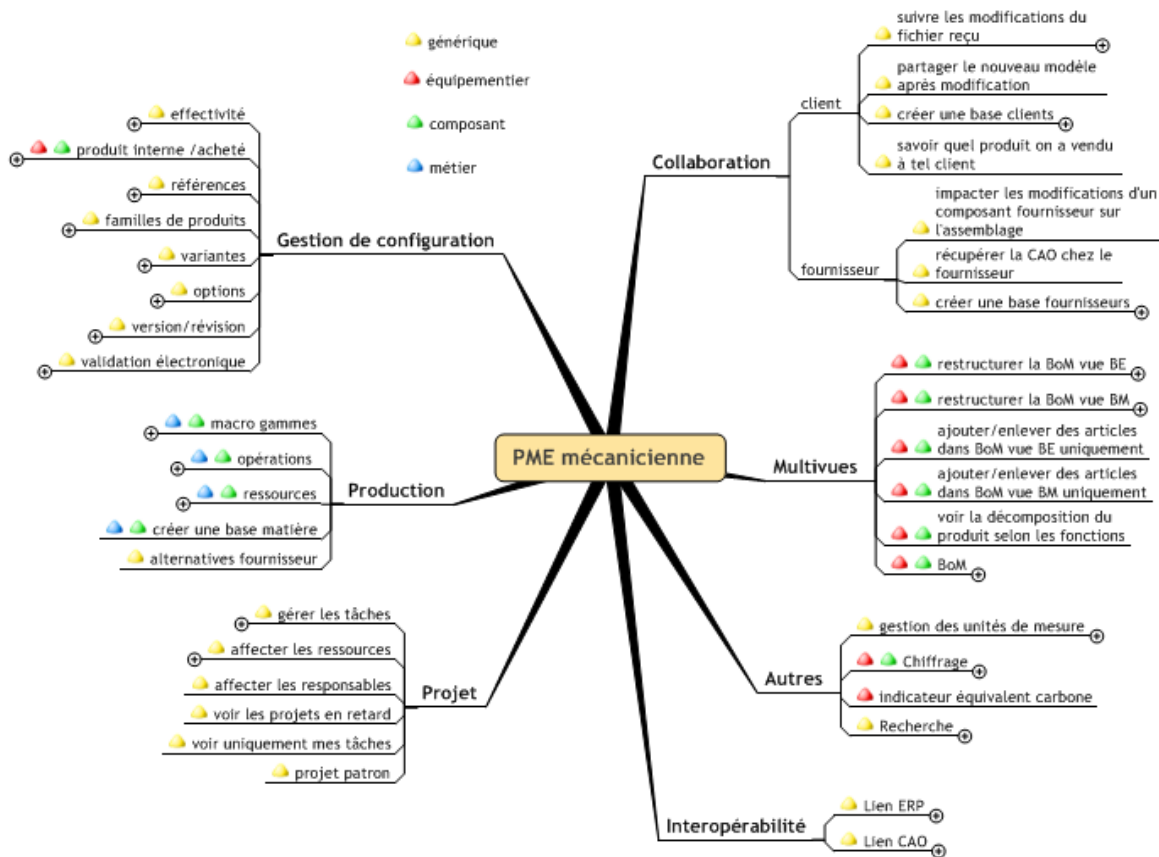 générique
équipementier
composant
métier
effectivité
produit interne /acheté
références
familles de produits
variantes
options
version/révision
validation électronique
Gestion de configuration
macro gammes
opérations
ressources
créer une base matière
alternatives fournisseur
Production
gérer les tâches
affecter les ressources
affecter les responsables
voir les projets en retard
voir uniquement mes tâches
projet patron
Projet
PME mécanicienne
Collaboration
client
suivre les modifications du
fichier reçu
partager le nouveau modèle
après modification
créer une base clients
savoir quel produit on a vendu
à tel client
fournisseur
impacter les modifications d'un
composant fournisseur sur
l'assemblage
récupérer la CAO chez le
fournisseur
créer une base fournisseurs
Multivues
restructurer la BoM vue BE
restructurer la BoM vue BM
ajouter/enlever des articles
dans BoM vue BE uniquement
ajouter/enlever des articles
dans BoM vue BM uniquement
voir la décomposition du
produit selon les fonctions
BoM
Autres
gestion des unités de mesure
Chiffrage
indicateur équivalent carbone
Recherche
Interopérabilité
Lien ERP
Lien CAO